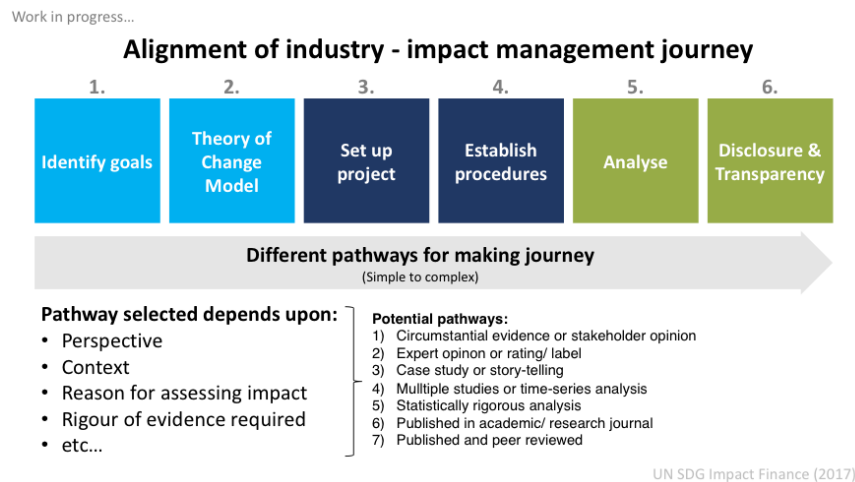 Work in progress…
Alignment of industry - impact management journey
1.
2.
3.
4.
5.
6.
Identify goals
Theory of
Change
Model
Set up
project
Establish
procedures
Analyse
Disclosure &
Transparency
Different pathways for making journey
(Simple to complex)
Pathway selected depends upon:
• Perspective
• Context
• Reason for assessing impact
• Rigour of evidence required
• etc…
Potential pathways:
1) Circumstantial evidence or stakeholder opinion
2) Expert opinon or rating/ label
3) Case study or story-telling
4) Mulltiple studies or time-series analysis
5) Statistically rigorous analysis
6) Published in academic/ research journal
7) Published and peer reviewed
UN SDG Impact Finance (2017)